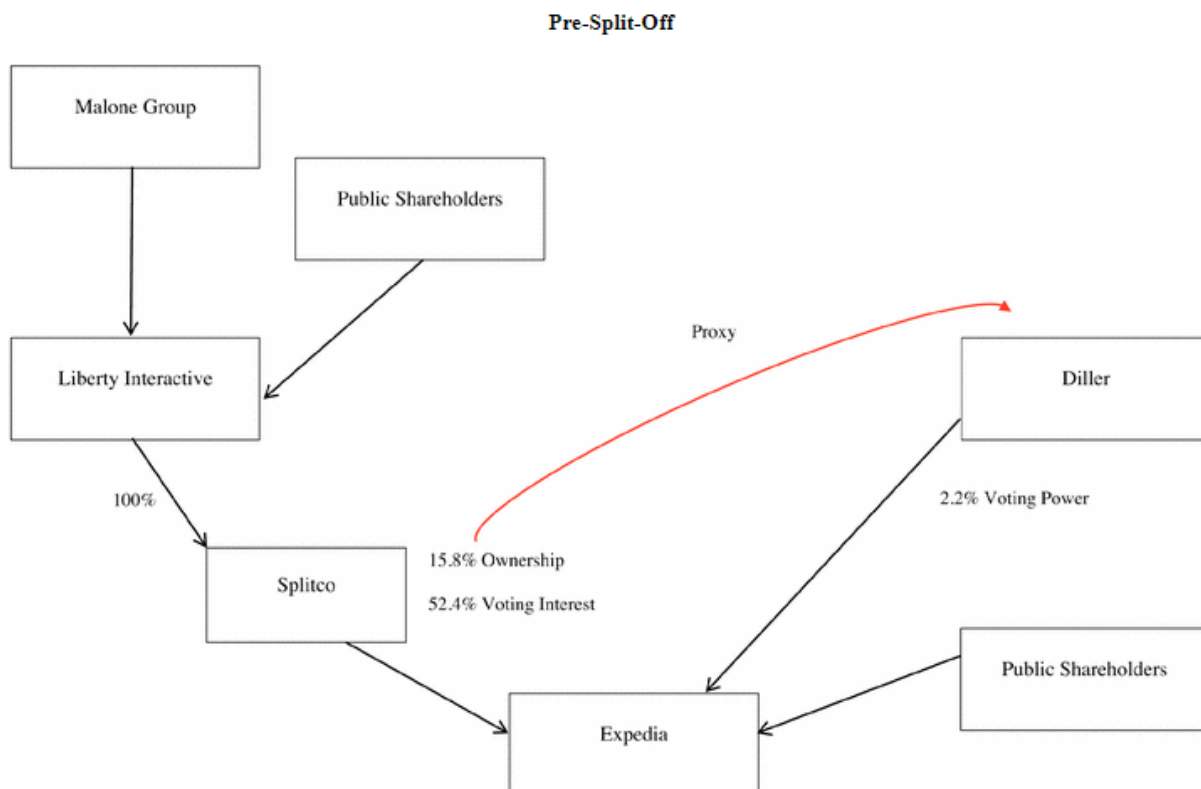 Pre-Split-Off
Malone Group
Public Shareholders
Proxy
Liberty Interactive
Diller
100%
2.2% Voting Power
15.8% Ownership
Splitco
52.4% Voting Interest
Public Shareholders
Expedia